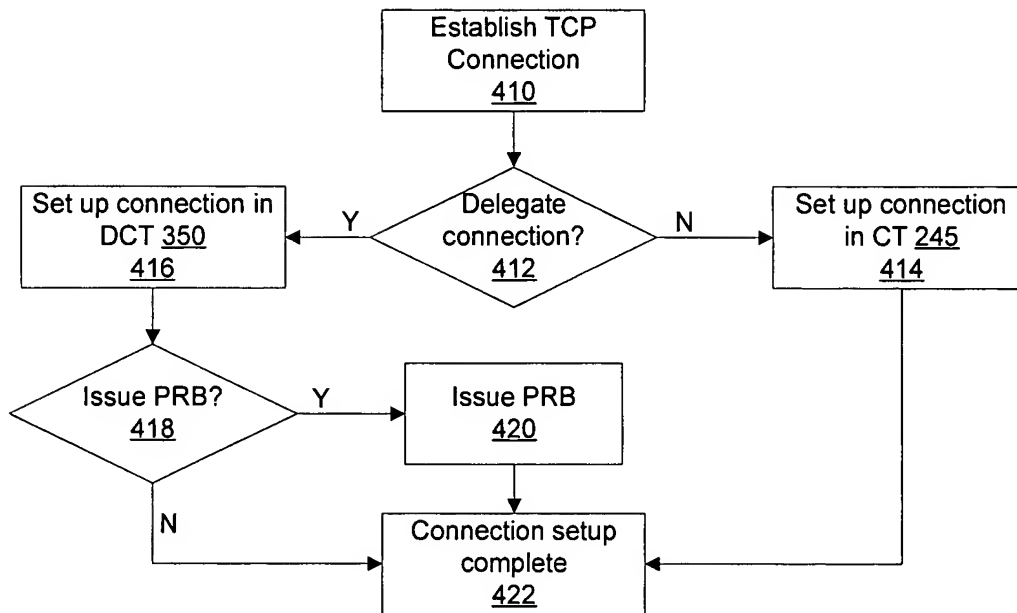 Establish TCP
Connection
410
Delegate
connection?
412
Y
N
Set up connection in
DCT 350
416
Set up connection
in CT 245
414
Issue PRB?
418
Y
Issue PRB
420
N
Connection setup
complete
422